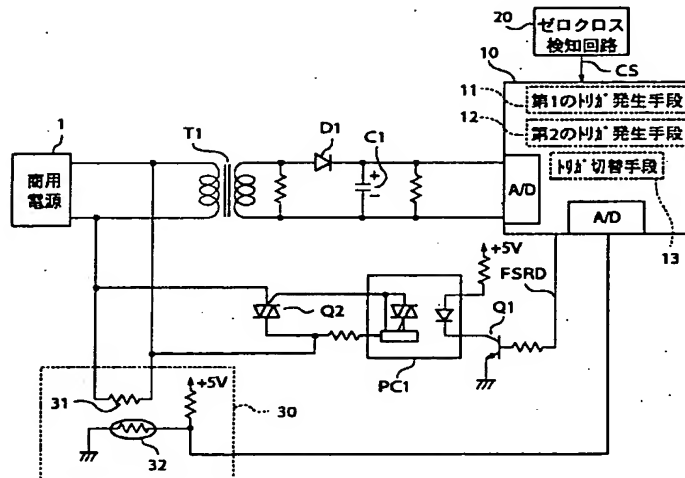 20
ゼロクロス
検知回路
10
CS
11
第1のトリガ発生手段
12
第2のトリガ発生手段
トリガ切替手段
13
1
商用
電源
T1
D1
C1
+
−
A/D
A/D
+5V
FSRD
Q2
Q1
PC1
+5V
31
30
32